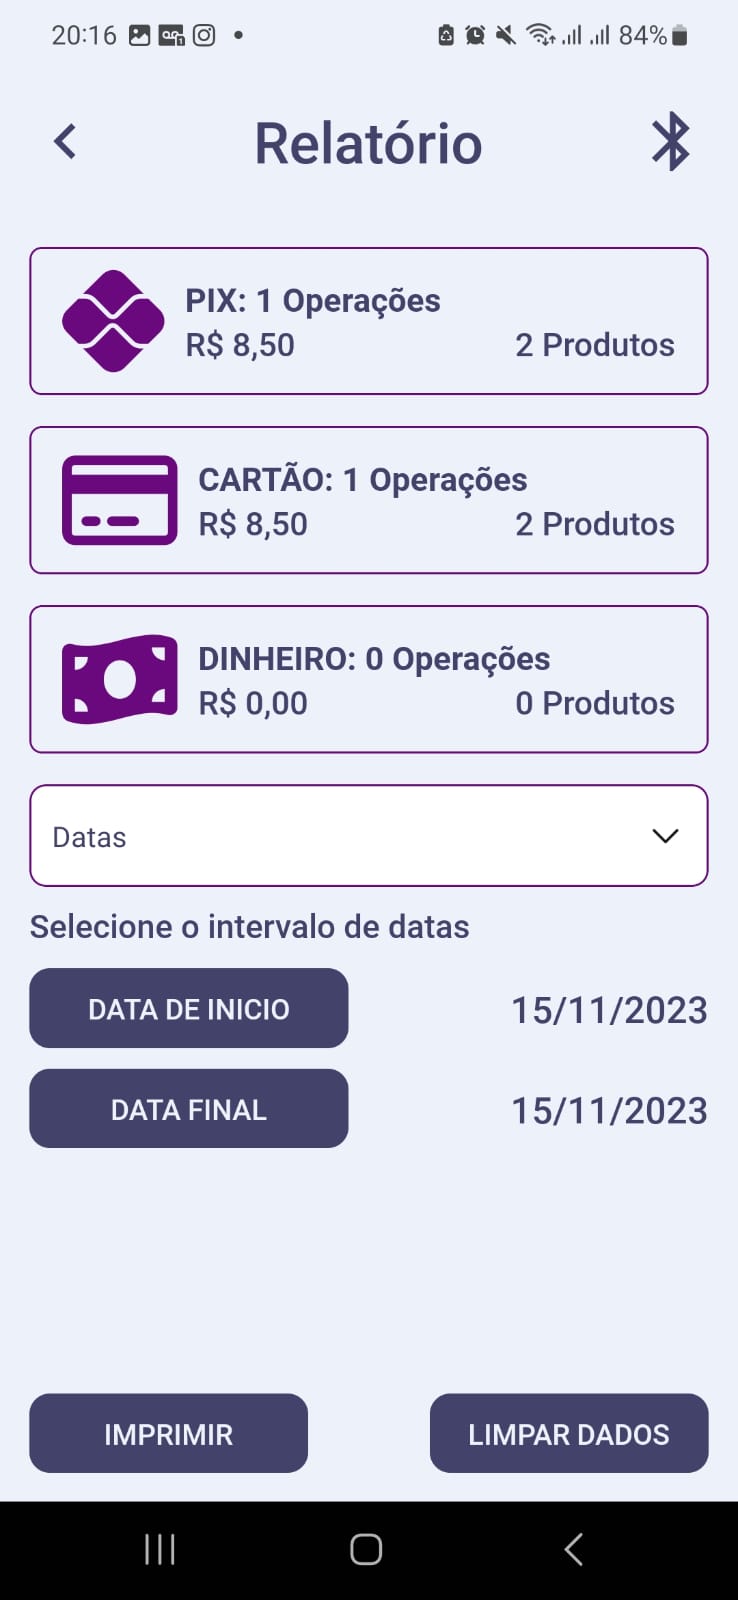 20:16
84%
Relatório
PIX: 1 Operações
R$ 8,50 2 Produtos
CARTÃO: 1 Operações
R$ 8,50 2 Produtos
DINHEIRO: 0 Operações
R$ 0,00 0 Produtos
Datas
Selecione o intervalo de datas
DATA DE INICIO 15/11/2023
DATA FINAL 15/11/2023
IMPRIMIR LIMPAR DADOS